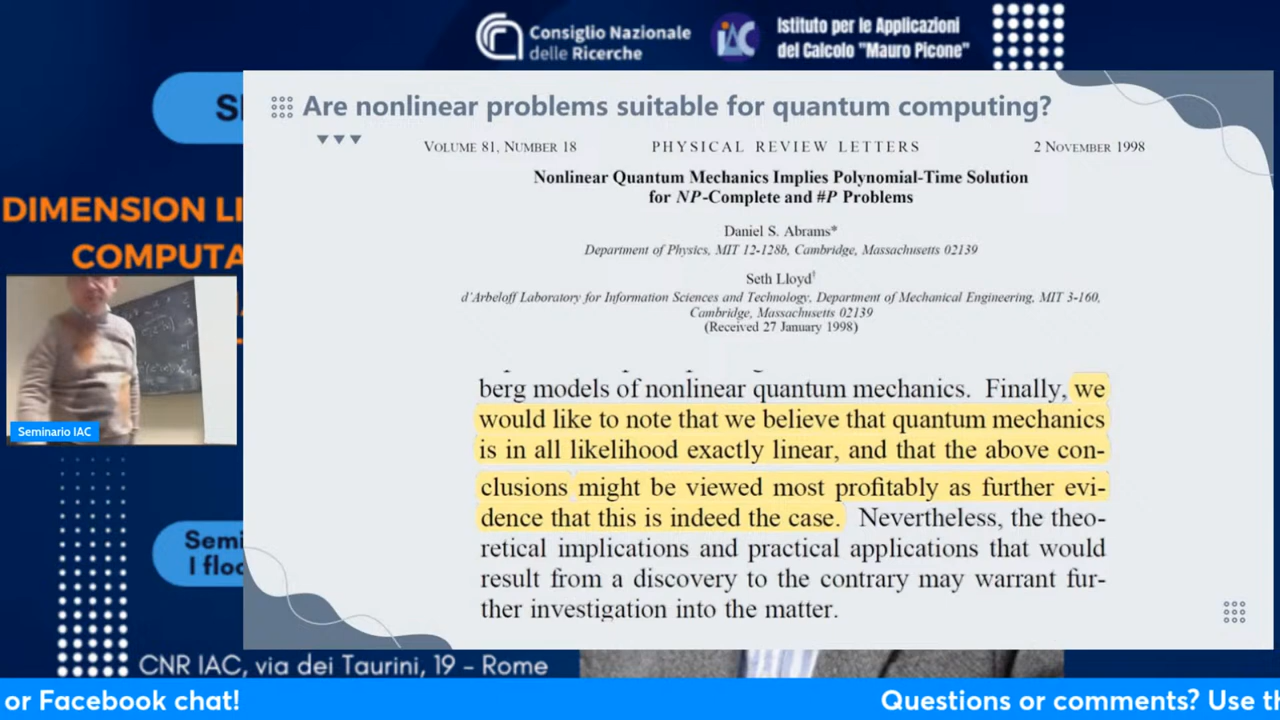 Consiglio Nazionale
delle Ricerche
iAC
Istituto per le Applicazioni
del Calcolo "Mauro Picone"
Are nonlinear problems suitable for quantum computing?
VOLUME 81, NUMBER 18 PHYSICAL REVIEW LETTERS 2 NOVEMBER 1998
Nonlinear Quantum Mechanics Implies Polynomial-Time Solution
for NP-Complete and #P Problems
Daniel S. Abrams*
Department of Physics, MIT 12-128b, Cambridge, Massachusetts 02139
Seth Lloyd†
d'Arbeloff Laboratory for Information Sciences and Technology, Department of Mechanical Engineering, MIT 3-160,
Cambridge, Massachusetts 02139
(Received 27 January 1998)
berg models of nonlinear quantum mechanics. Finally, we
would like to note that we believe that quantum mechanics
is in all likelihood exactly linear, and that the above con-
clusions might be viewed most profitably as further evi-
dence that this is indeed the case. Nevertheless, the theo-
retical implications and practical applications that would
result from a discovery to the contrary may warrant fur-
ther investigation into the matter.
DIMENSION LI
COMPUTA
Seminario IAC
Semi
I floo
CNR IAC, via dei Taurini, 19 - Rome
or Facebook chat! Questions or comments? Use th